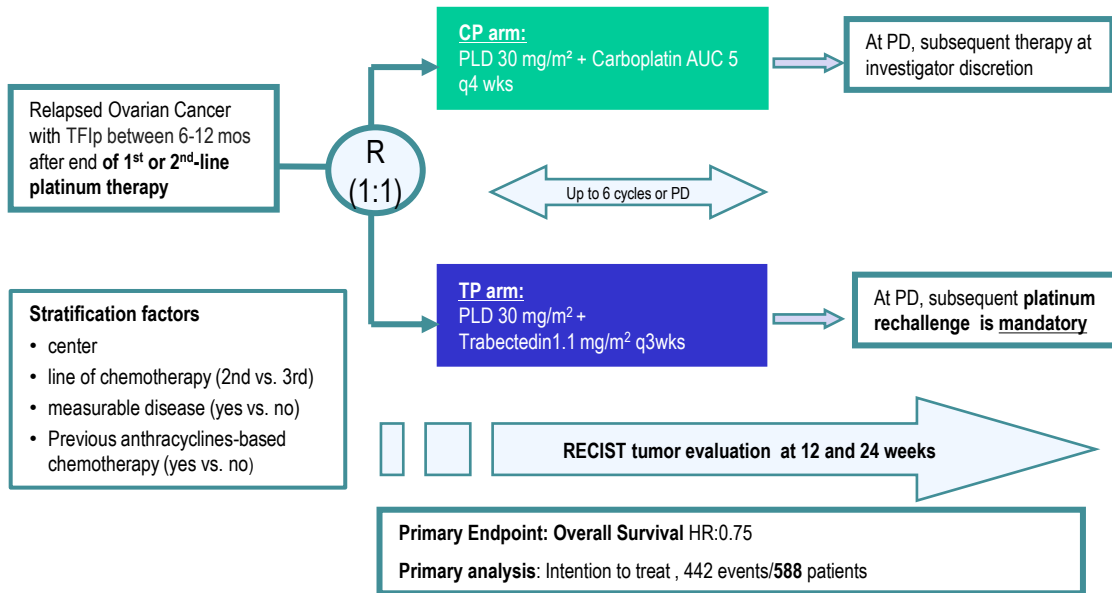 Relapsed Ovarian Cancer
with TFIp between 6-12 mos
after end of 1st or 2nd-line
platinum therapy
R
(1:1)
CP arm:
PLD 30 mg/m² + Carboplatin AUC 5
q4 wks
At PD, subsequent therapy at
investigator discretion
Up to 6 cycles or PD
TP arm:
PLD 30 mg/m2 +
Trabectedin1.1 mg/m2 q3wks
At PD, subsequent platinum
rechallenge is mandatory
Stratification factors
• center
• line of chemotherapy (2nd vs. 3rd)
• measurable disease (yes vs. no)
• Previous anthracyclines-based
chemotherapy (yes vs. no)
RECIST tumor evaluation at 12 and 24 weeks
Primary Endpoint: Overall Survival HR:0.75
Primary analysis: Intention to treat , 442 events/588 patients